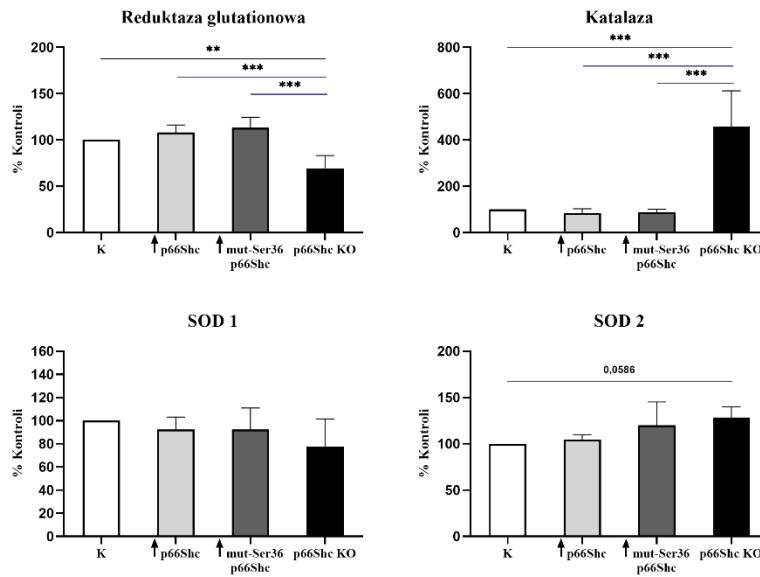 Reduktaza glutationowa
200
150
100
50
0
% Kontroli
**
***
***
K
↑ p66Shc
↑ mut-Ser36
p66Shc
p66Shc KO
Katalaza
800
600
400
200
0
% Kontroli
***
***
***
K
↑ p66Shc
↑ mut-Ser36
p66Shc
p66Shc KO
SOD 1
160
140
120
100
80
60
40
20
0
% Kontroli
K
↑ p66Shc
↑ mut-Ser36
p66Shc
p66Shc KO
SOD 2
200
150
100
50
0
% Kontroli
0,0586
K
↑ p66Shc
↑ mut-Ser36
p66Shc
p66Shc KO